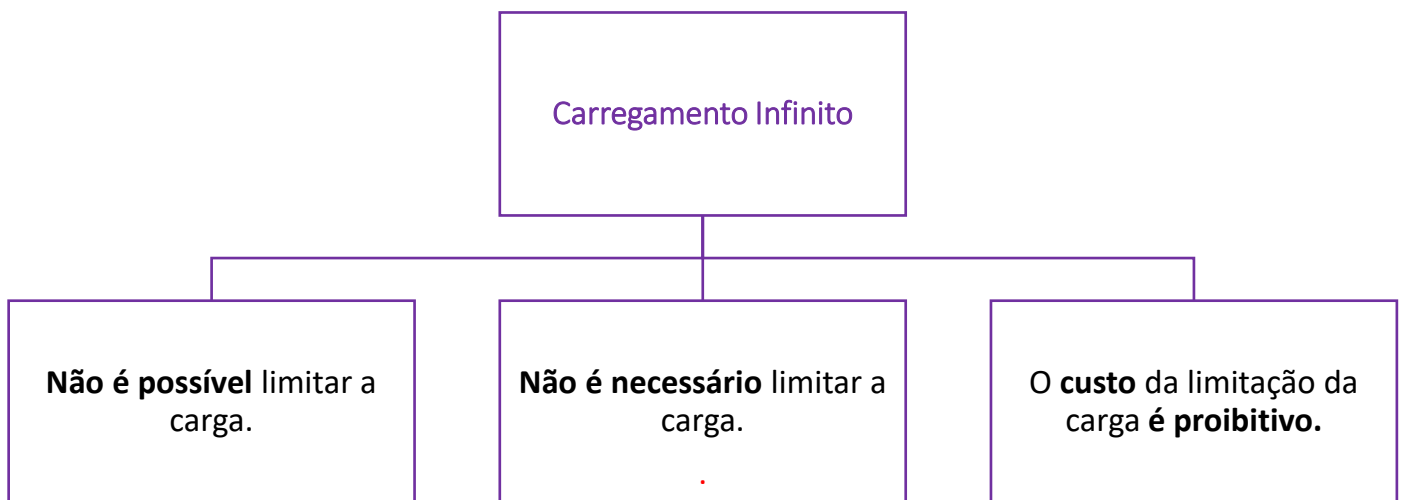 Carregamento Infinito
Não é possível limitar a
carga.
Não é necessário limitar a
carga.
.
O custo da limitação da
carga é proibitivo.